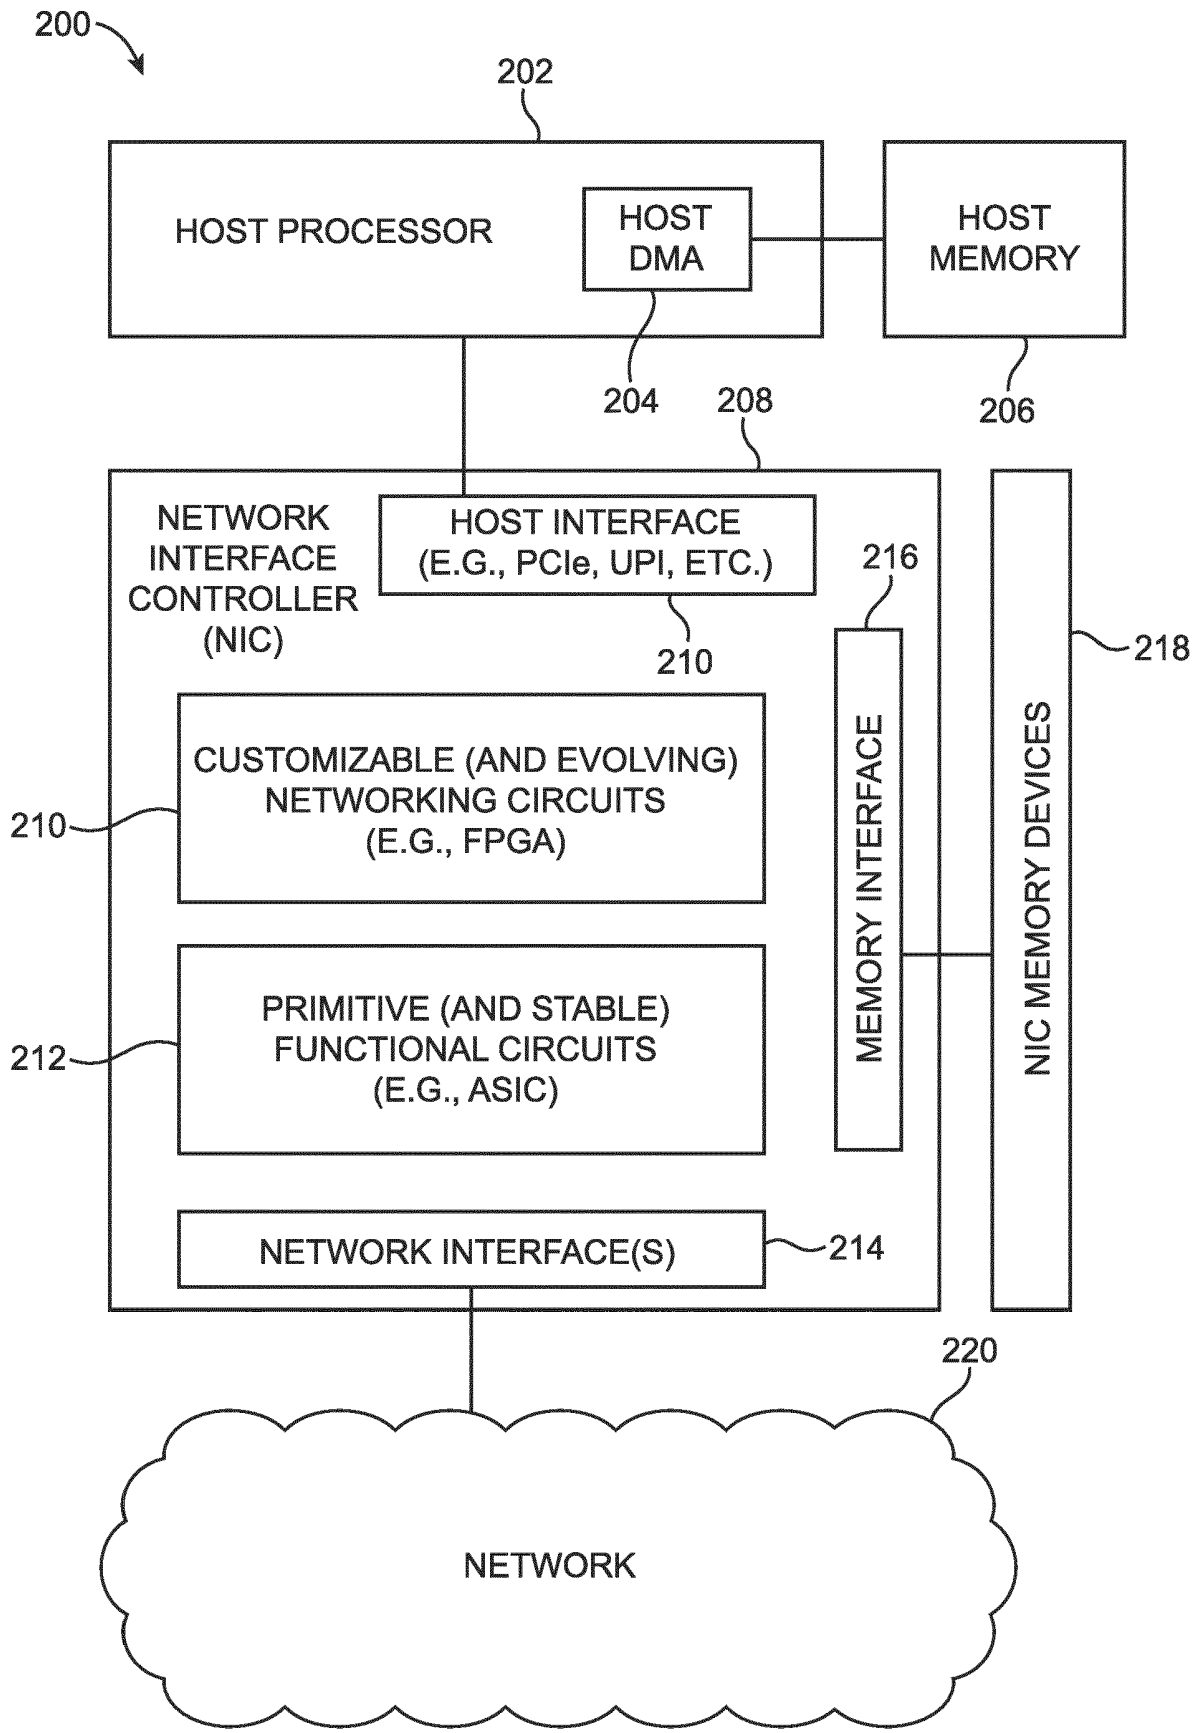 200
202
HOST PROCESSOR
HOST
DMA
HOST
MEMORY
204
206
208
NETWORK
INTERFACE
CONTROLLER
(NIC)
HOST INTERFACE
(E.G., PCIe, UPI, ETC.)
210
216
218
CUSTOMIZABLE (AND EVOLVING)
NETWORKING CIRCUITS
(E.G., FPGA)
210
MEMORY INTERFACE
NIC MEMORY DEVICES
PRIMITIVE (AND STABLE)
FUNCTIONAL CIRCUITS
(E.G., ASIC)
212
NETWORK INTERFACE(S)
214
220
NETWORK